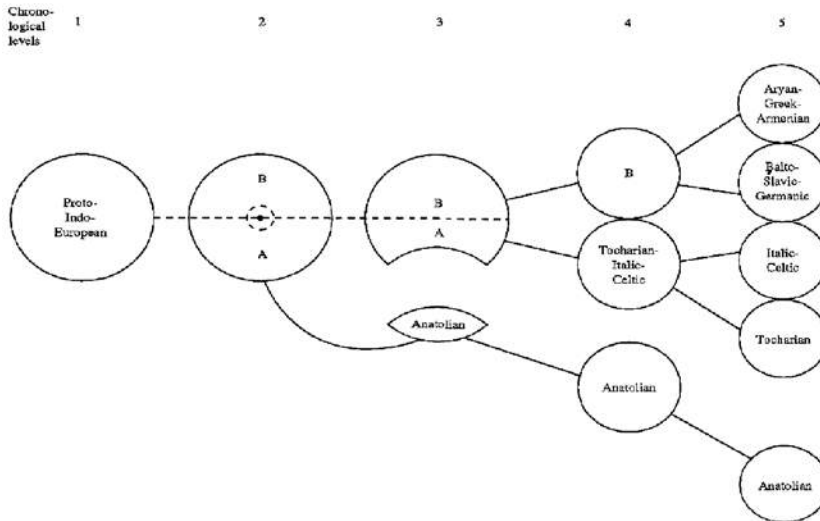 Chrono-
logical
levels
1
2
3
4
5
Proto-
Indo-
European
B
A
B
A
Anatolian
B
Tocharian-
Italic-
Celtic
Anatolian
Aryan-
Greek-
Armenian
Balto-
Slavic-
Germanic
Italic-
Celtic
Tocharian
Anatolian